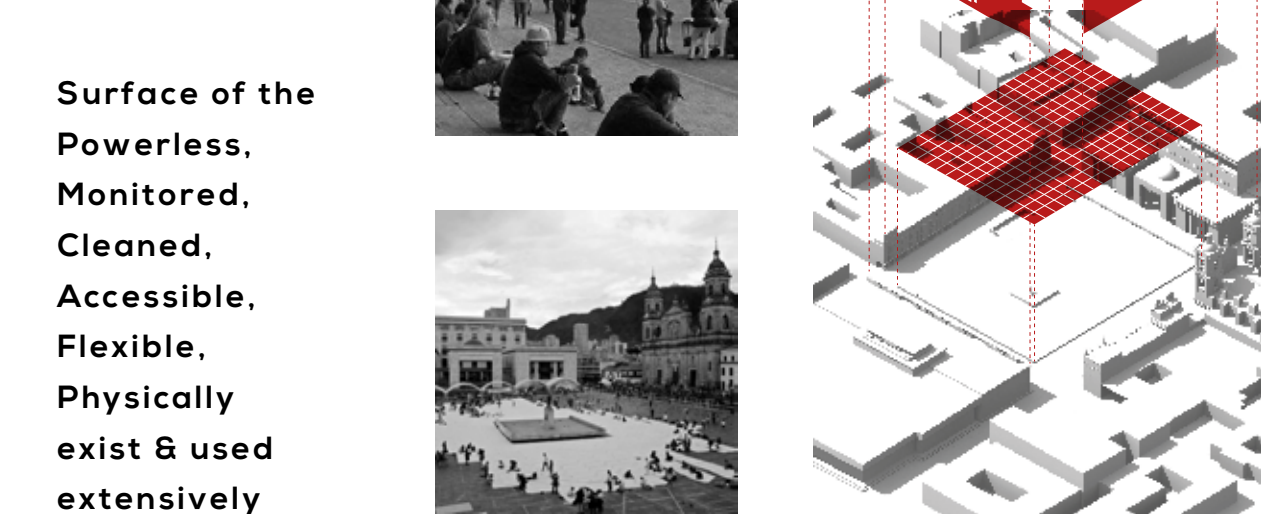 Surface of the
Powerless,
Monitored,
Cleaned,
Accessible,
Flexible,
Physically
exist & used
extensively